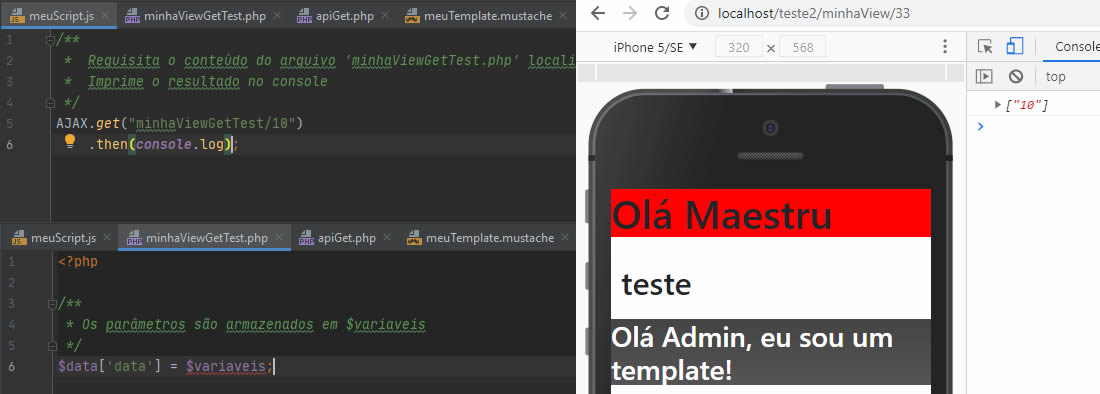 meuScript.js minhaViewGetTest.php apiGet.php meuTemplate.mustache
1 /**
2 * Requisita o conteúdo do arquivo 'minhaViewGetTest.php' locali
3 * Imprime o resultado no console
4 */
5 AJAX.get("minhaViewGetTest/10")
6 .then(console.log);
meuScript.js minhaViewGetTest.php apiGet.php meuTemplate.mustache
1 <?php
2
3 /**
4 * Os parâmetros são armazenados em $variaveis
5 */
6 $data['data'] = $variaveis;
localhost/teste2/minhaView/33
iPhone 5/SE 320 × 568
Olá Maestru
teste
Olá Admin, eu sou um
template!
Console
top
["10"]